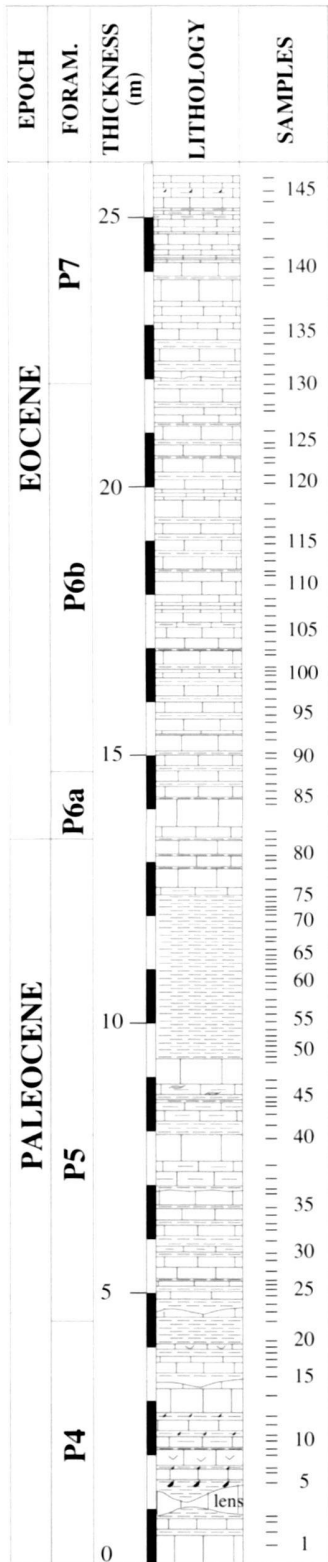 EPOCH
FORAM.
THICKNESS
(m)
LITHOLOGY
SAMPLES
EOCENE
PALEOCENE
P7
P6b
P6a
P5
P4
25
20
15
10
5
0
lens
145
140
135
130
125
120
115
110
105
100
95
90
85
80
75
70
65
60
55
50
45
40
35
30
25
20
15
10
5
1